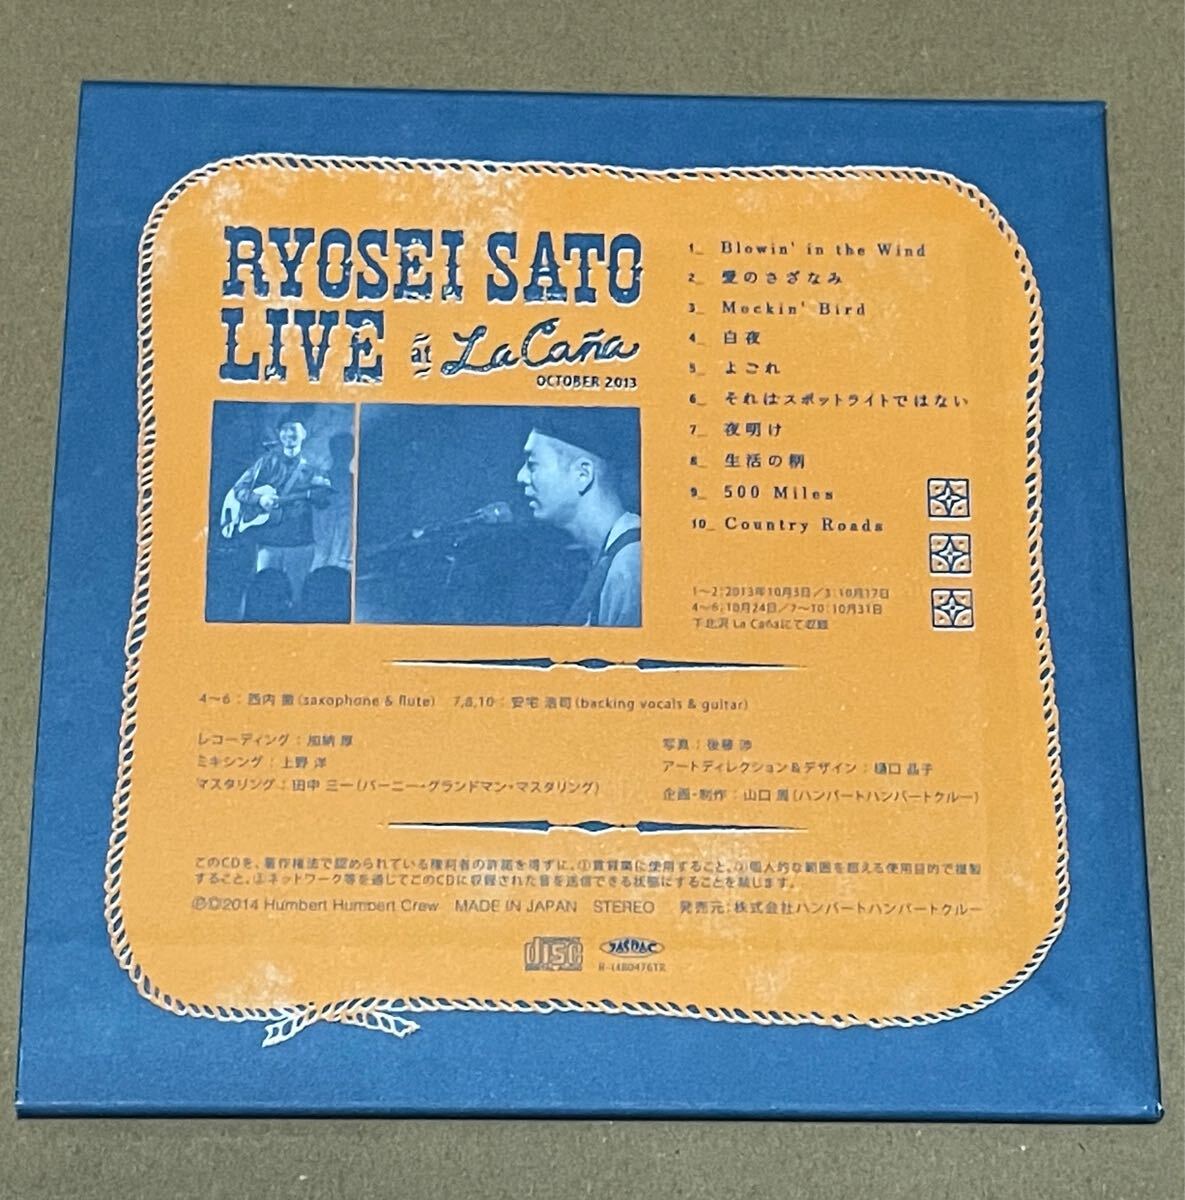 RYOSEI SATO
LIVE at La Caña
OCTOBER 2013
1_ Blowin' in the Wind
2_ 愛のさざなみ
3_ Mockin' Bird
4_ 白夜
5_ よごれ
6_ それはスポットライトではない
7_ 夜明け
8_ 生活の柄
9_ 500 Miles
10_ Country Roads
1〜2:2013年10月3日/3:10月17日
4〜6:10月24日/7〜10:10月31日
下北沢 La Cañaにて収録
4〜6:西内 徹(saxophone & flute) 7,8,10:安宅 浩司(backing vocals & guitar)
レコーディング:加納 厚
ミキシング:上野 洋
マスタリング:田中 三一(バーニー・グランドマン・マスタリング)
写真:後藤 渉
アートディレクション&デザイン:樋口 晶子
企画・制作:山口 周(ハンバートハンバートクルー)
このCDを、著作権法で認められている権利者の許諾を得ずに、①賃貸業に使用すること、②個人的な範囲を超える使用目的で複製
すること、③ネットワーク等を通じてこのCDに収録された音を送信できる状態にすることを禁じます。
℗©2014 Humbert Humbert Crew MADE IN JAPAN STEREO 発売元:株式会社ハンバートハンバートクルー
disc JASRAC
R-1480476TR